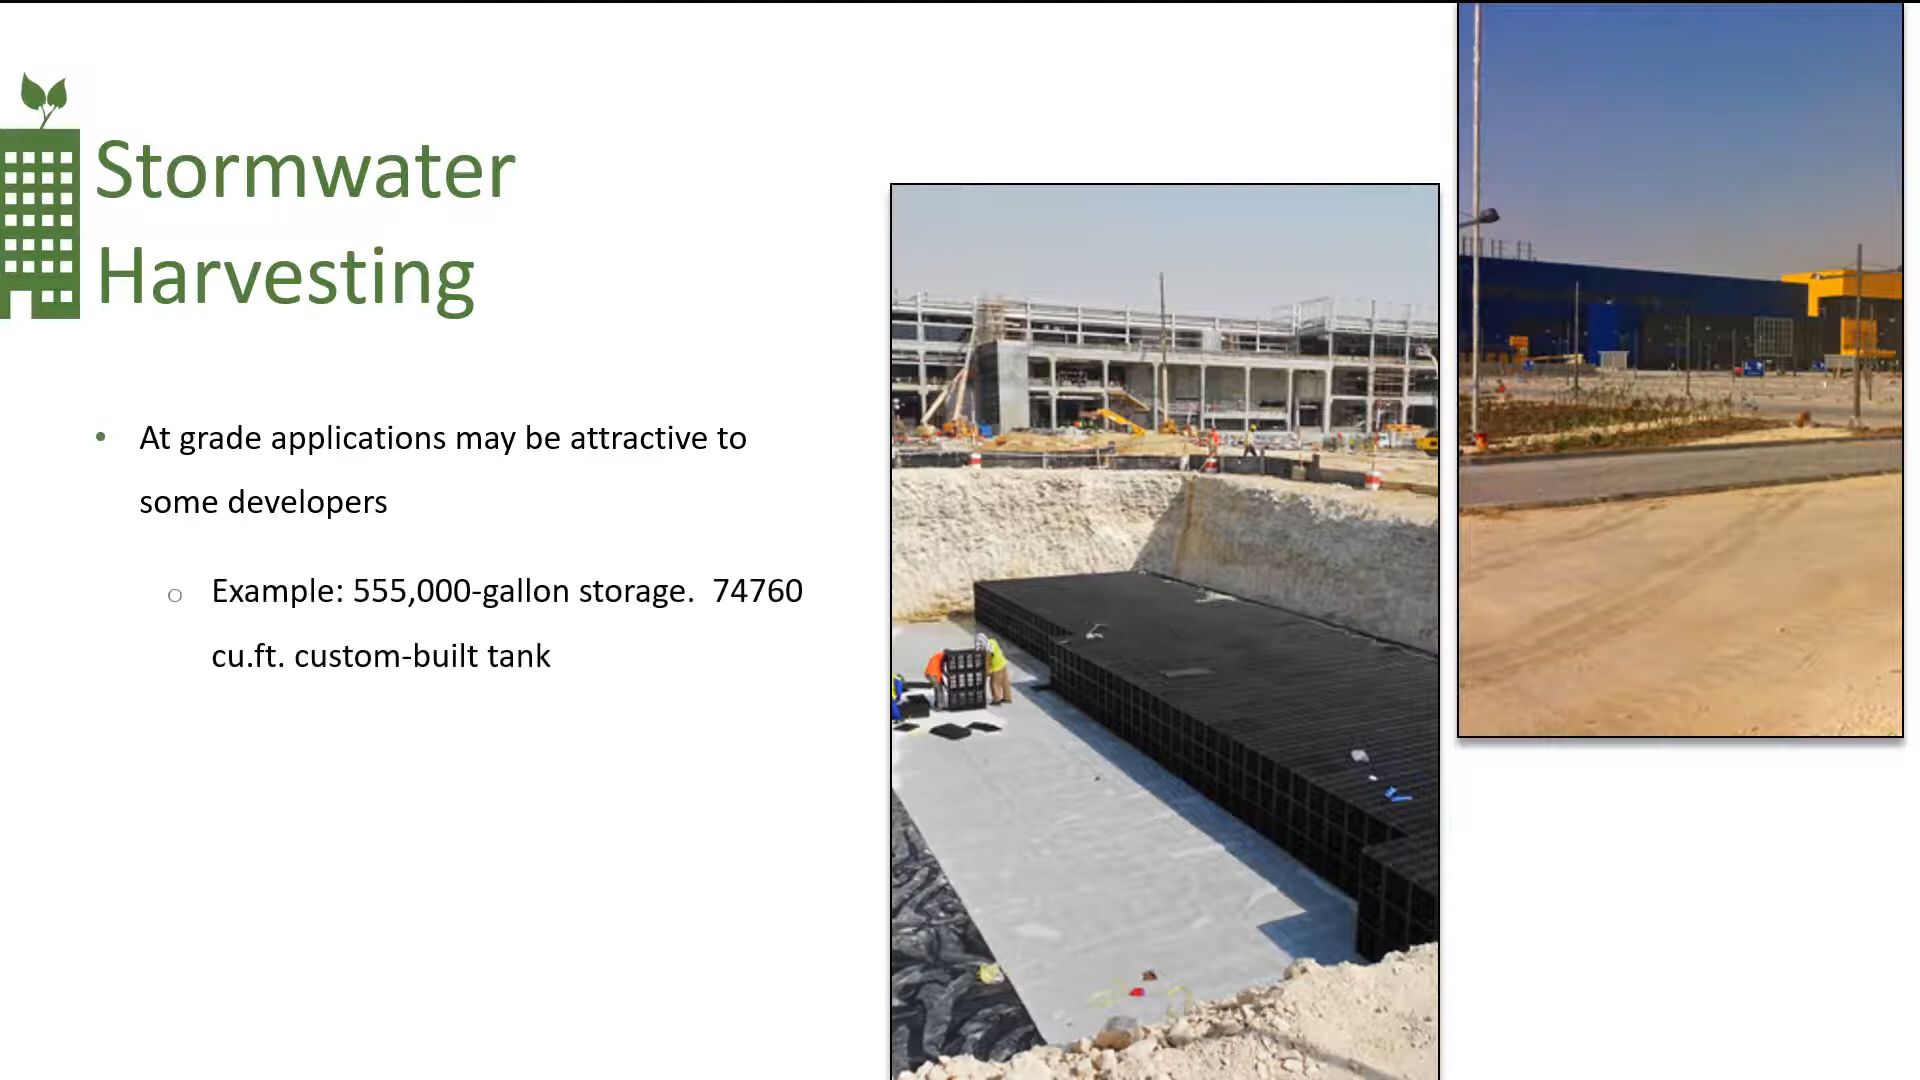 Stormwater
Harvesting
• At grade applications may be attractive to
some developers
o Example: 555,000-gallon storage.  74760
cu.ft. custom-built tank